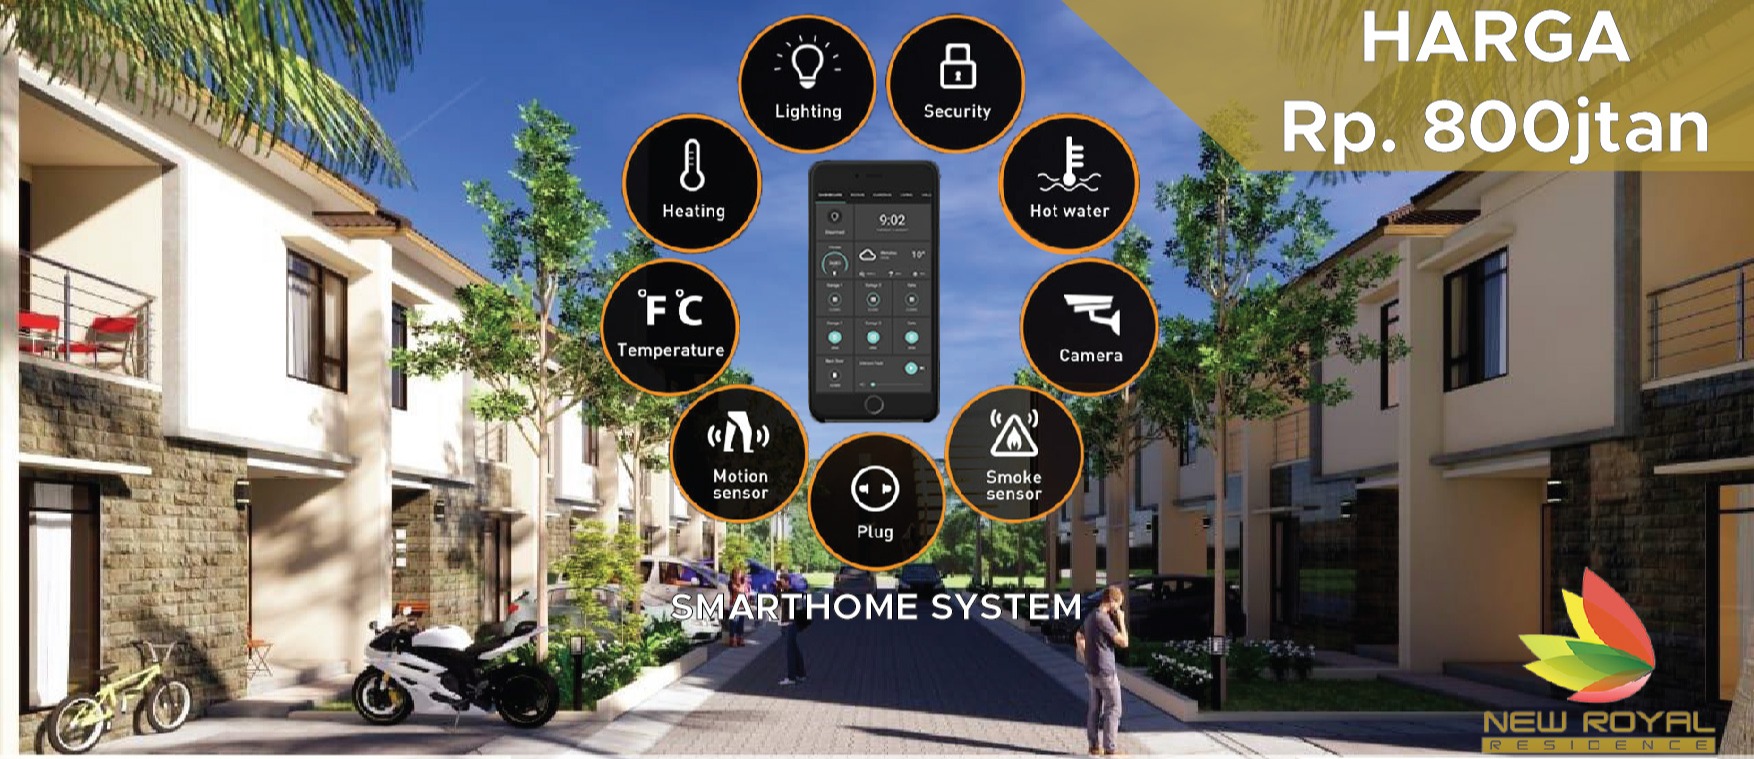 HARGA
Rp. 800jtan
Lighting
Security
Heating
Hot water
°F °C
Temperature
Camera
Motion
sensor
Smoke
sensor
Plug
9:02
10°
SMARTHOME SYSTEM
NEW ROYAL
RESIDENCE